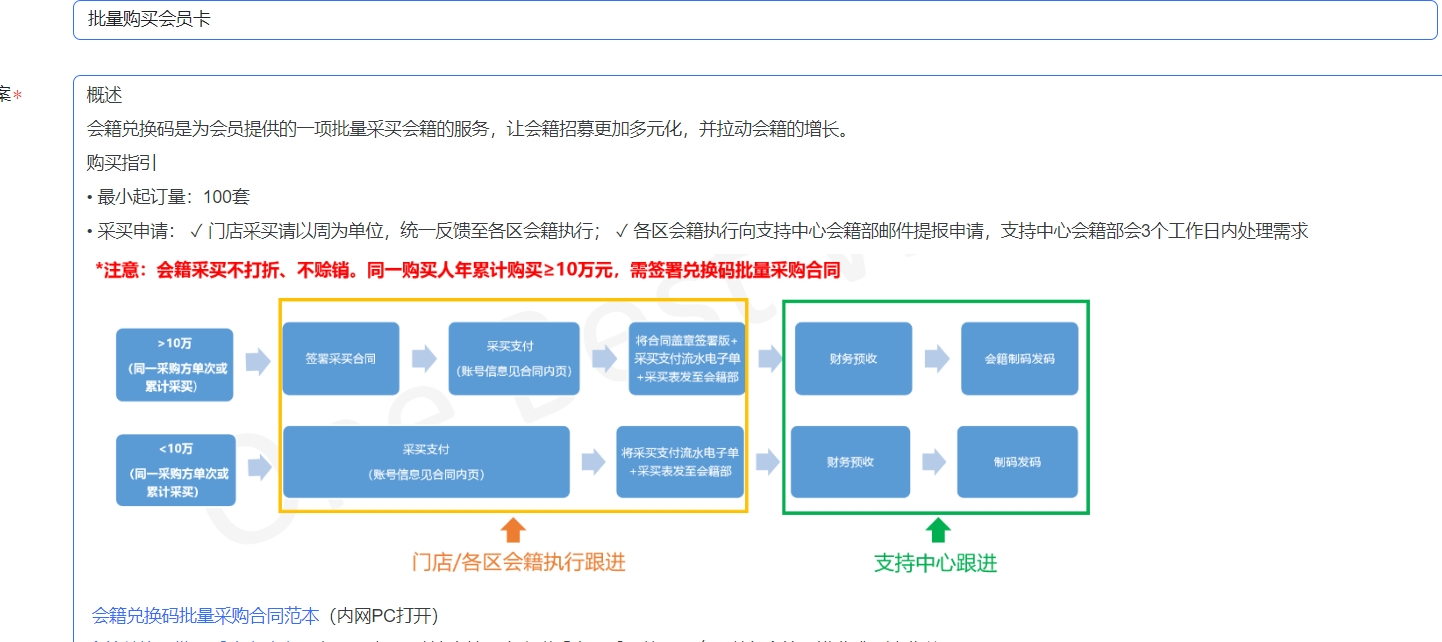 批量购买会员卡
案*
概述
会籍兑换码是为会员提供的一项批量采买会籍的服务，让会籍招募更加多元化，并拉动会籍的增长。
购买指引
• 最小起订量：100套
• 采买申请： ✓ 门店采买请以周为单位，统一反馈至各区会籍执行； ✓ 各区会籍执行向支持中心会籍部邮件提报申请，支持中心会籍部会3个工作日内处理需求
*注意：会籍采买不打折、不赊销。同一购买人年累计购买≥10万元，需签署兑换码批量采购合同
>10万
(同一采购方单次或
累计采买)
签署采买合同
采买支付
(账号信息见合同内页)
将合同盖章签署版+
采买支付流水电子单
+采买表发至会籍部
财务预收
会籍制码发码
<10万
(同一采购方单次或
累计采买)
采买支付
(账号信息见合同内页)
将采买支付流水电子单
+采买表发至会籍部
财务预收
制码发码
门店/各区会籍执行跟进
支持中心跟进
会籍兑换码批量采购合同范本（内网PC打开）
One Best